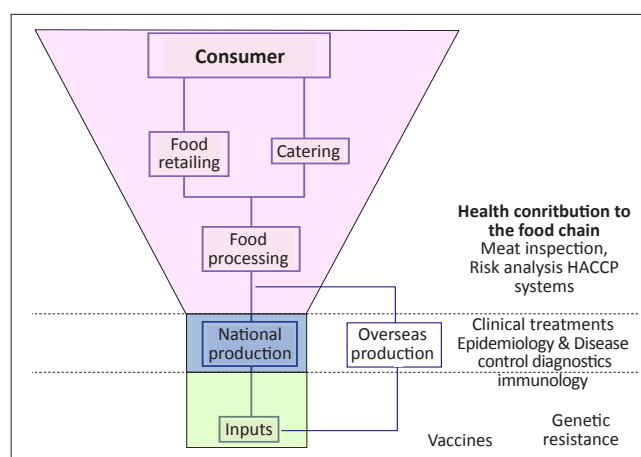 Consumer
Food
retailing
Catering
Food
processing
Health conritbution to
the food chain
Meat inspection,
Risk analysis HACCP
systems
National
production
Overseas
production
Clinical treatments
Epidemiology & Disease
control diagnostics
immunology
Inputs
Vaccines
Genetic
resistance